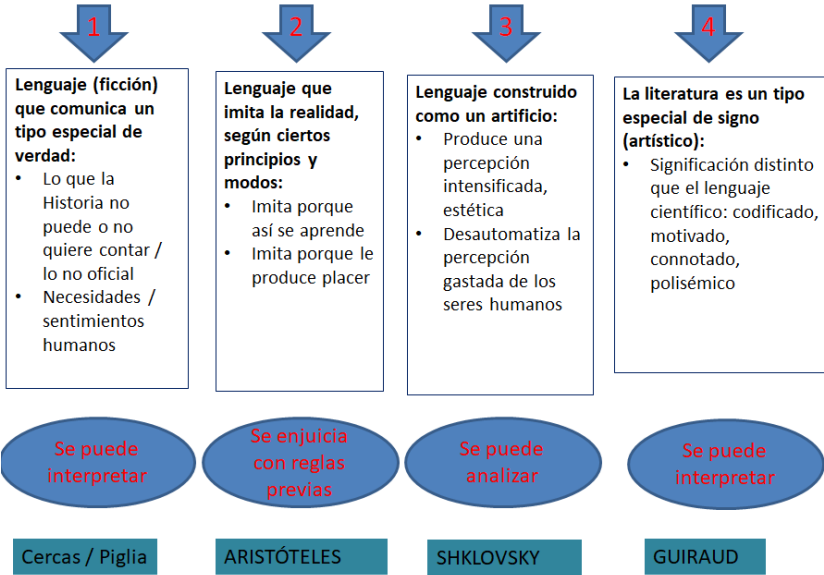 1
Lenguaje (ficción)
que comunica un
tipo especial de
verdad:
• Lo que la
Historia no
puede o no
quiere contar /
lo no oficial
• Necesidades /
sentimientos
humanos
Se puede
interpretar
Cercas / Piglia
2
Lenguaje que
imita la realidad,
según ciertos
principios y
modos:
• Imita porque
así se aprende
• Imita porque le
produce placer
Se enjuicia
con reglas
previas
ARISTÓTELES
3
Lenguaje construido
como un artificio:
• Produce una
percepción
intensificada,
estética
• Desautomatiza la
percepción
gastada de los
seres humanos
Se puede
analizar
SHKLOVSKY
4
La literatura es un tipo
especial de signo
(artístico):
• Significación distinto
que el lenguaje
científico: codificado,
motivado,
connotado,
polisémico
Se puede
interpretar
GUIRAUD